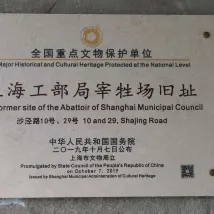 全国重点文物保护单位
Major Historical and Cultural Heritage Protected at the National Level
上海工部局宰牲场旧址
Former site of the Abattoir of Shanghai Municipal Council
沙泾路10号、29号 10 and 29, Shajing Road
中华人民共和国国务院
二〇一九年十月七日公布
上海市文物局立
Promulgated by State Council of the People's Republic of China
on October 7, 2019
Issued by Shanghai Municipal Administration of Cultural Heritage